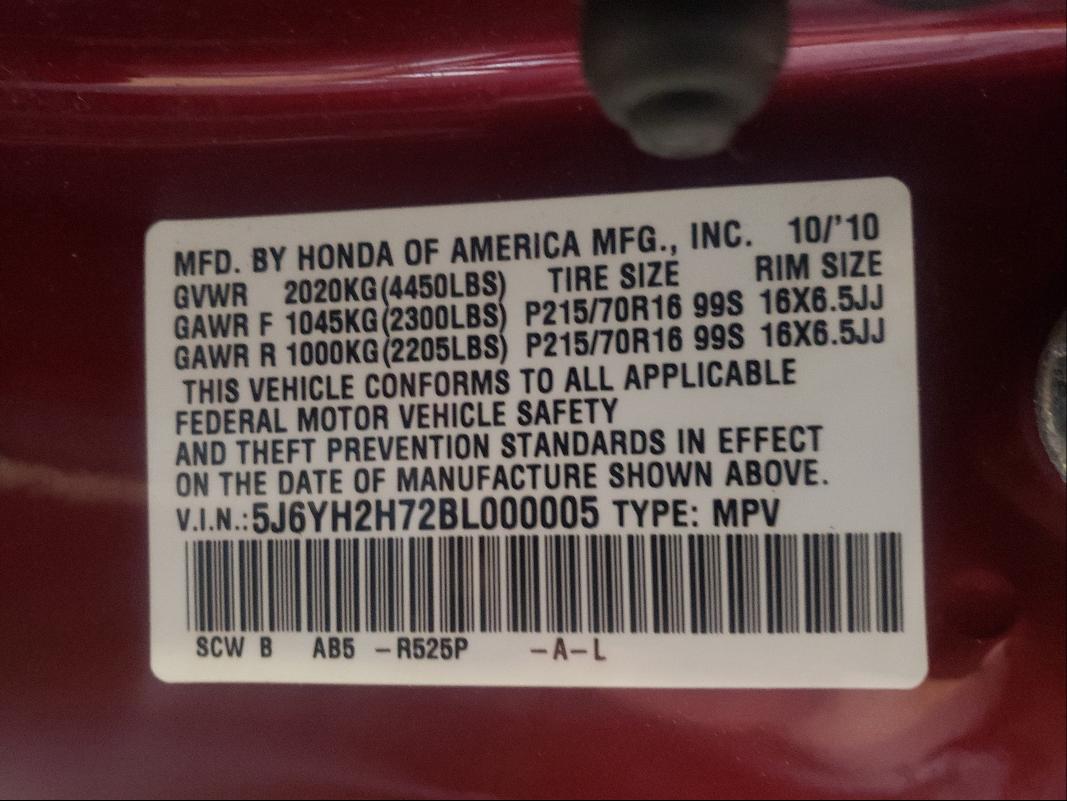 MFD. BY HONDA OF AMERICA MFG., INC. 10/'10
GVWR 2020KG(4450LBS) TIRE SIZE RIM SIZE
GAWR F 1045KG(2300LBS) P215/70R16 99S 16X6.5JJ
GAWR R 1000KG(2205LBS) P215/70R16 99S 16X6.5JJ
THIS VEHICLE CONFORMS TO ALL APPLICABLE
FEDERAL MOTOR VEHICLE SAFETY
AND THEFT PREVENTION STANDARDS IN EFFECT
ON THE DATE OF MANUFACTURE SHOWN ABOVE.
V.I.N.:5J6YH2H72BL000005 TYPE: MPV
SCW B AB5 -R525P -A-L